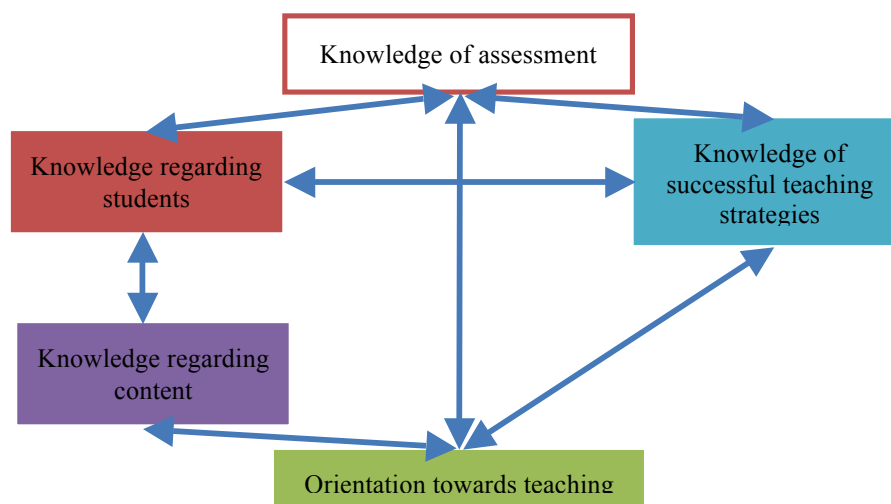 Knowledge of assessment
Knowledge regarding
students
Knowledge of
successful teaching
strategies
Knowledge regarding
content
Orientation towards teaching